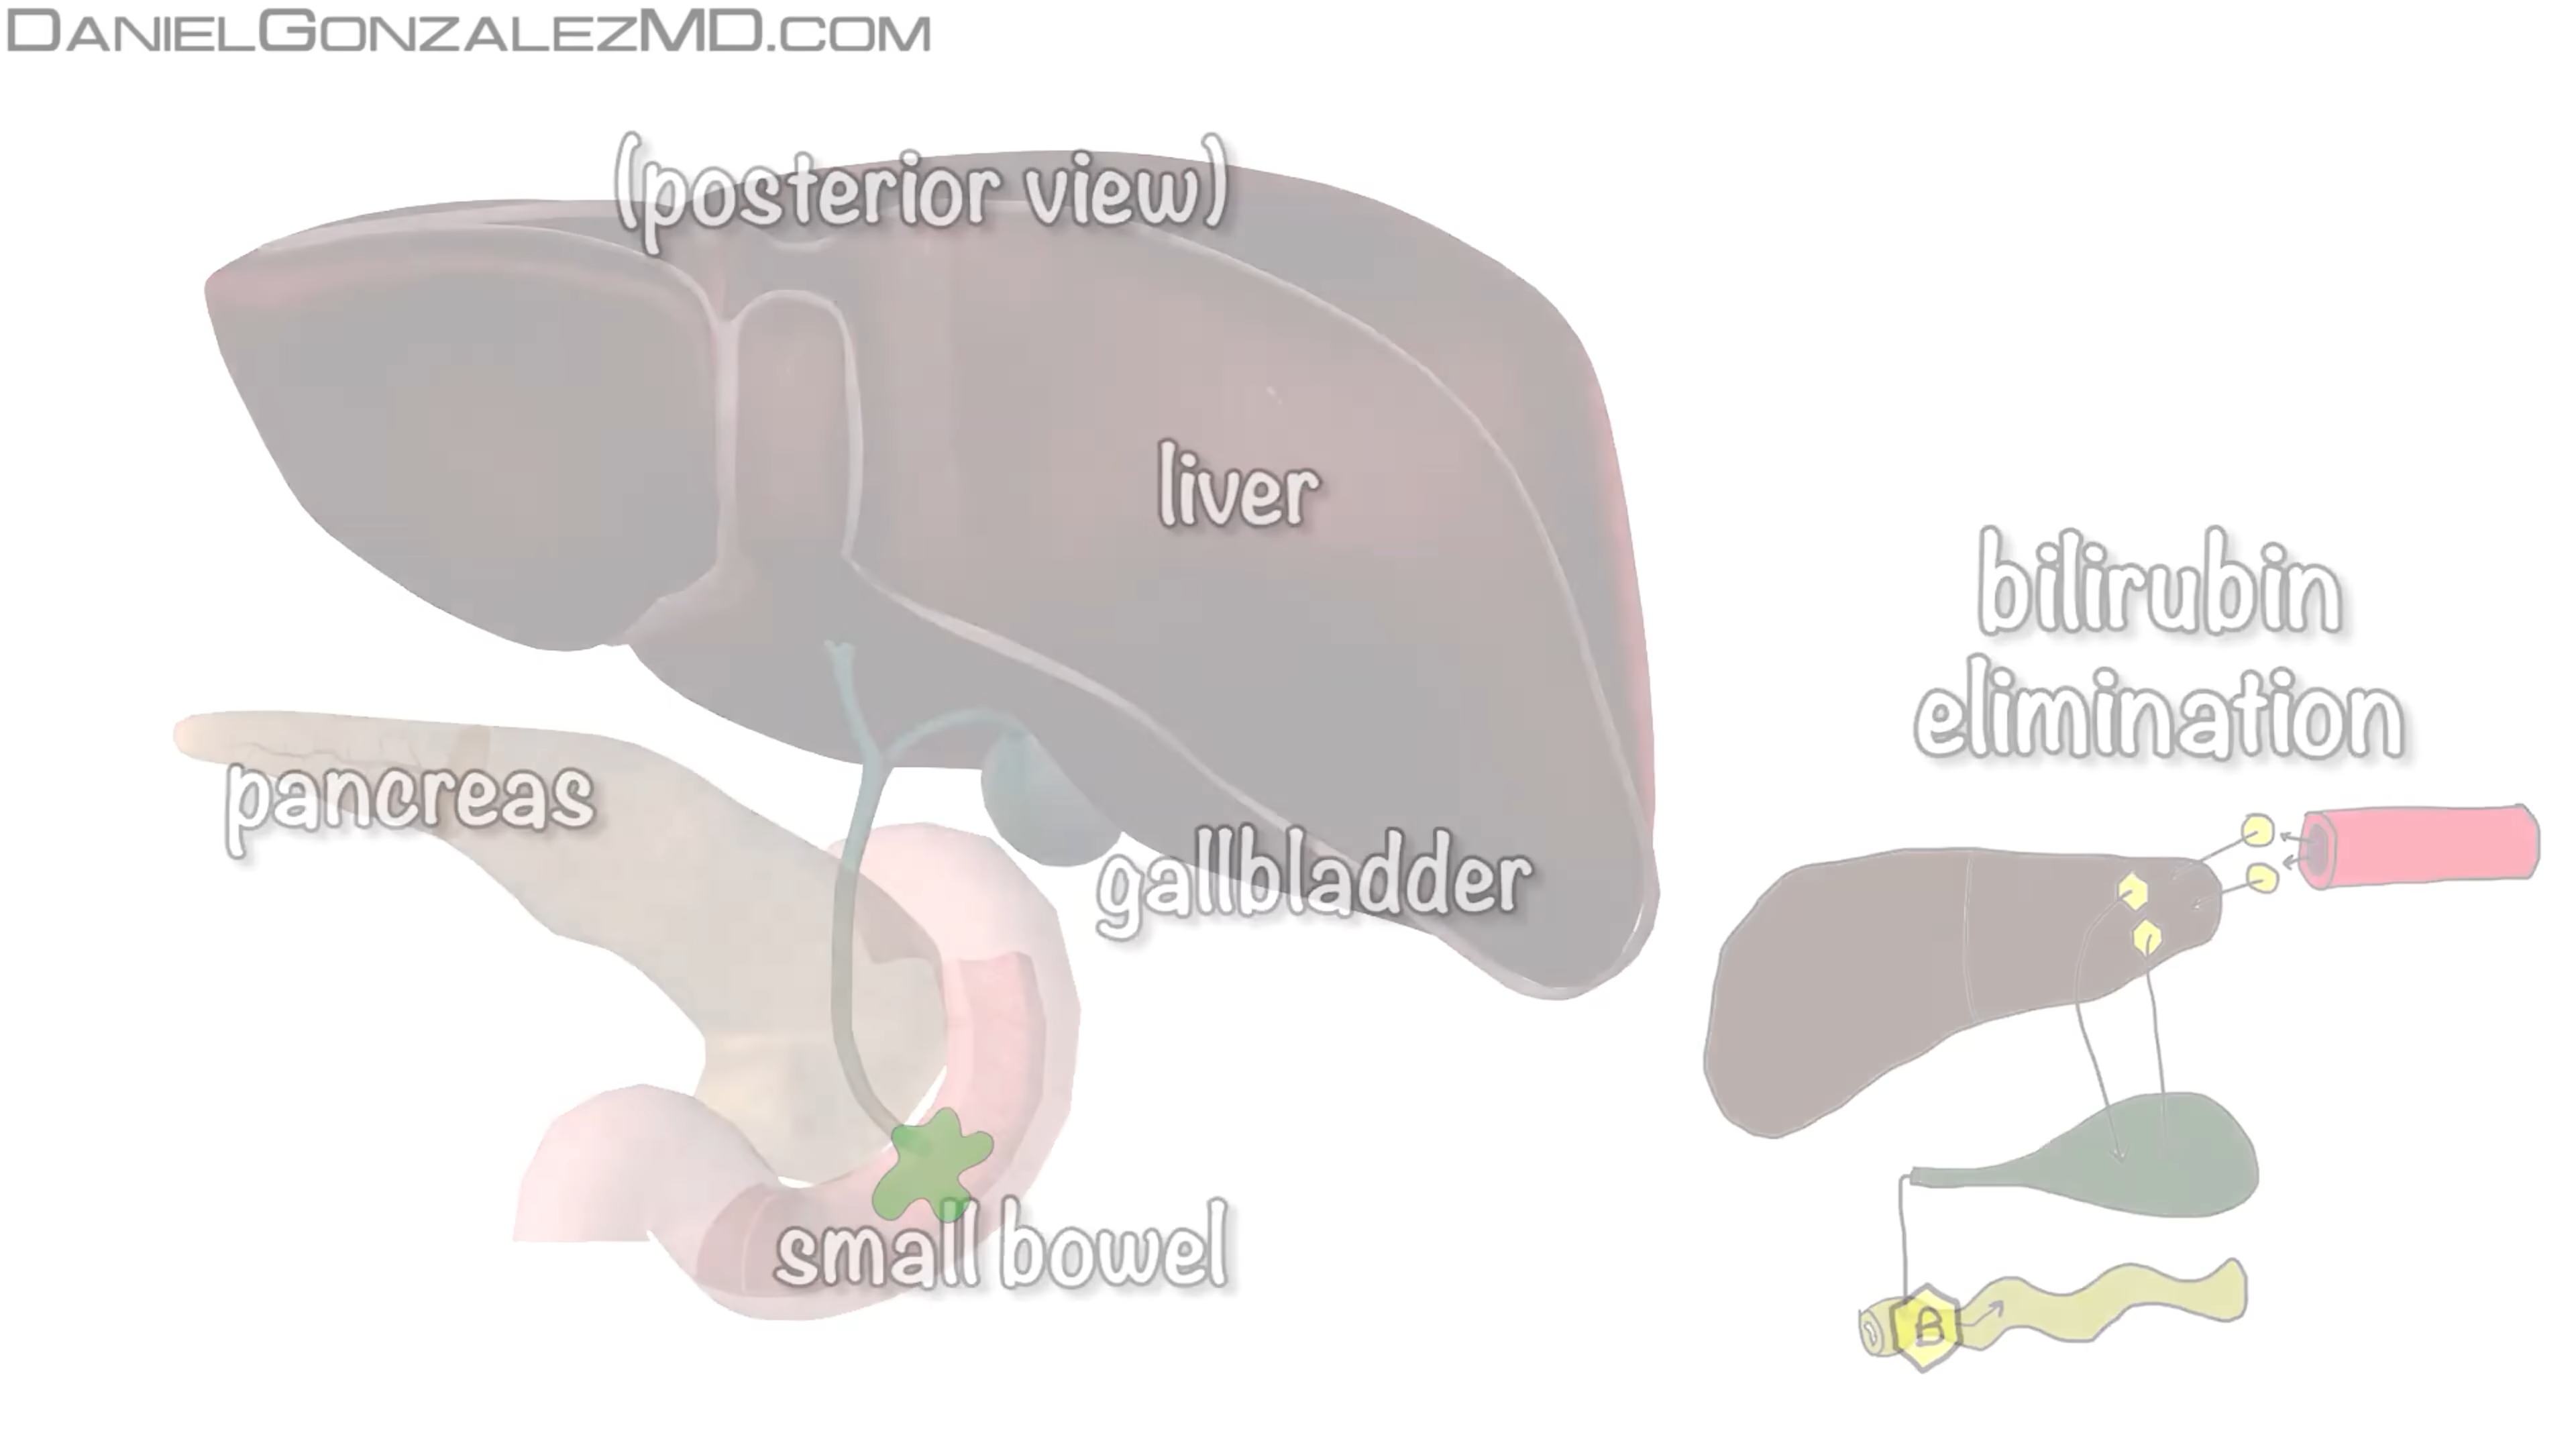 DANIELGONZALEZMD.COM
(posterior view)
liver
bilirubin
elimination
pancreas
gallbladder
small bowel
B